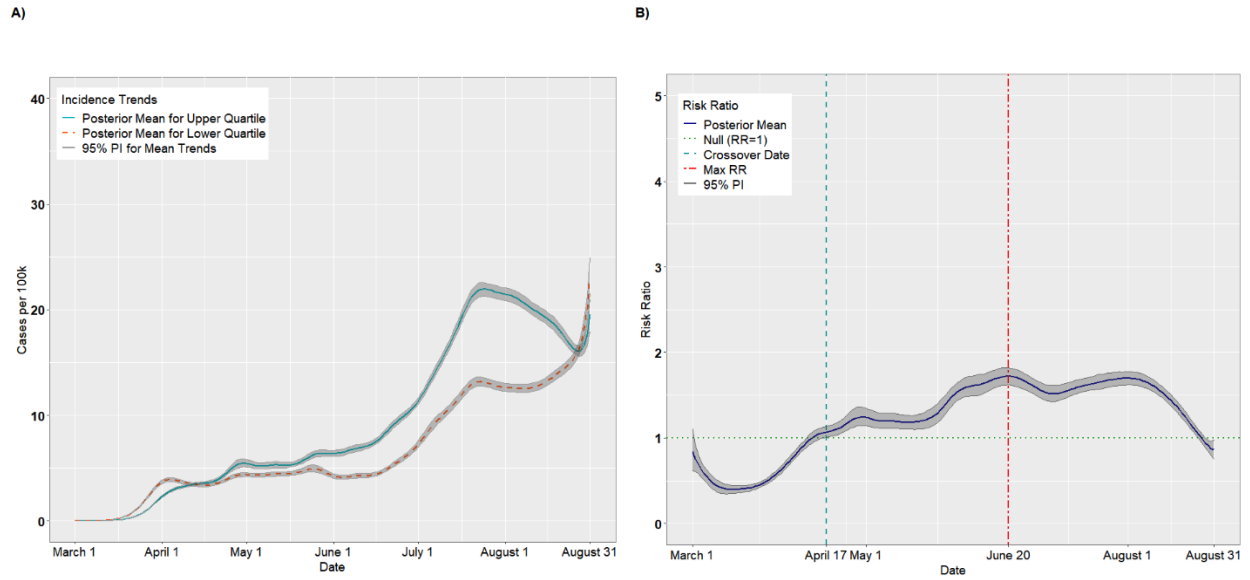 A)
Incidence Trends
Posterior Mean for Upper Quartile
Posterior Mean for Lower Quartile
95% PI for Mean Trends
Cases per 100k
40
30
20
10
0
March 1
April 1
May 1
June 1
July 1
August 1
August 31
Date
B)
Risk Ratio
Posterior Mean
Null (RR=1)
Crossover Date
Max RR
95% PI
Risk Ratio
5
4
3
2
1
0
March 1
April 17
May 1
June 20
August 1
August 31
Date